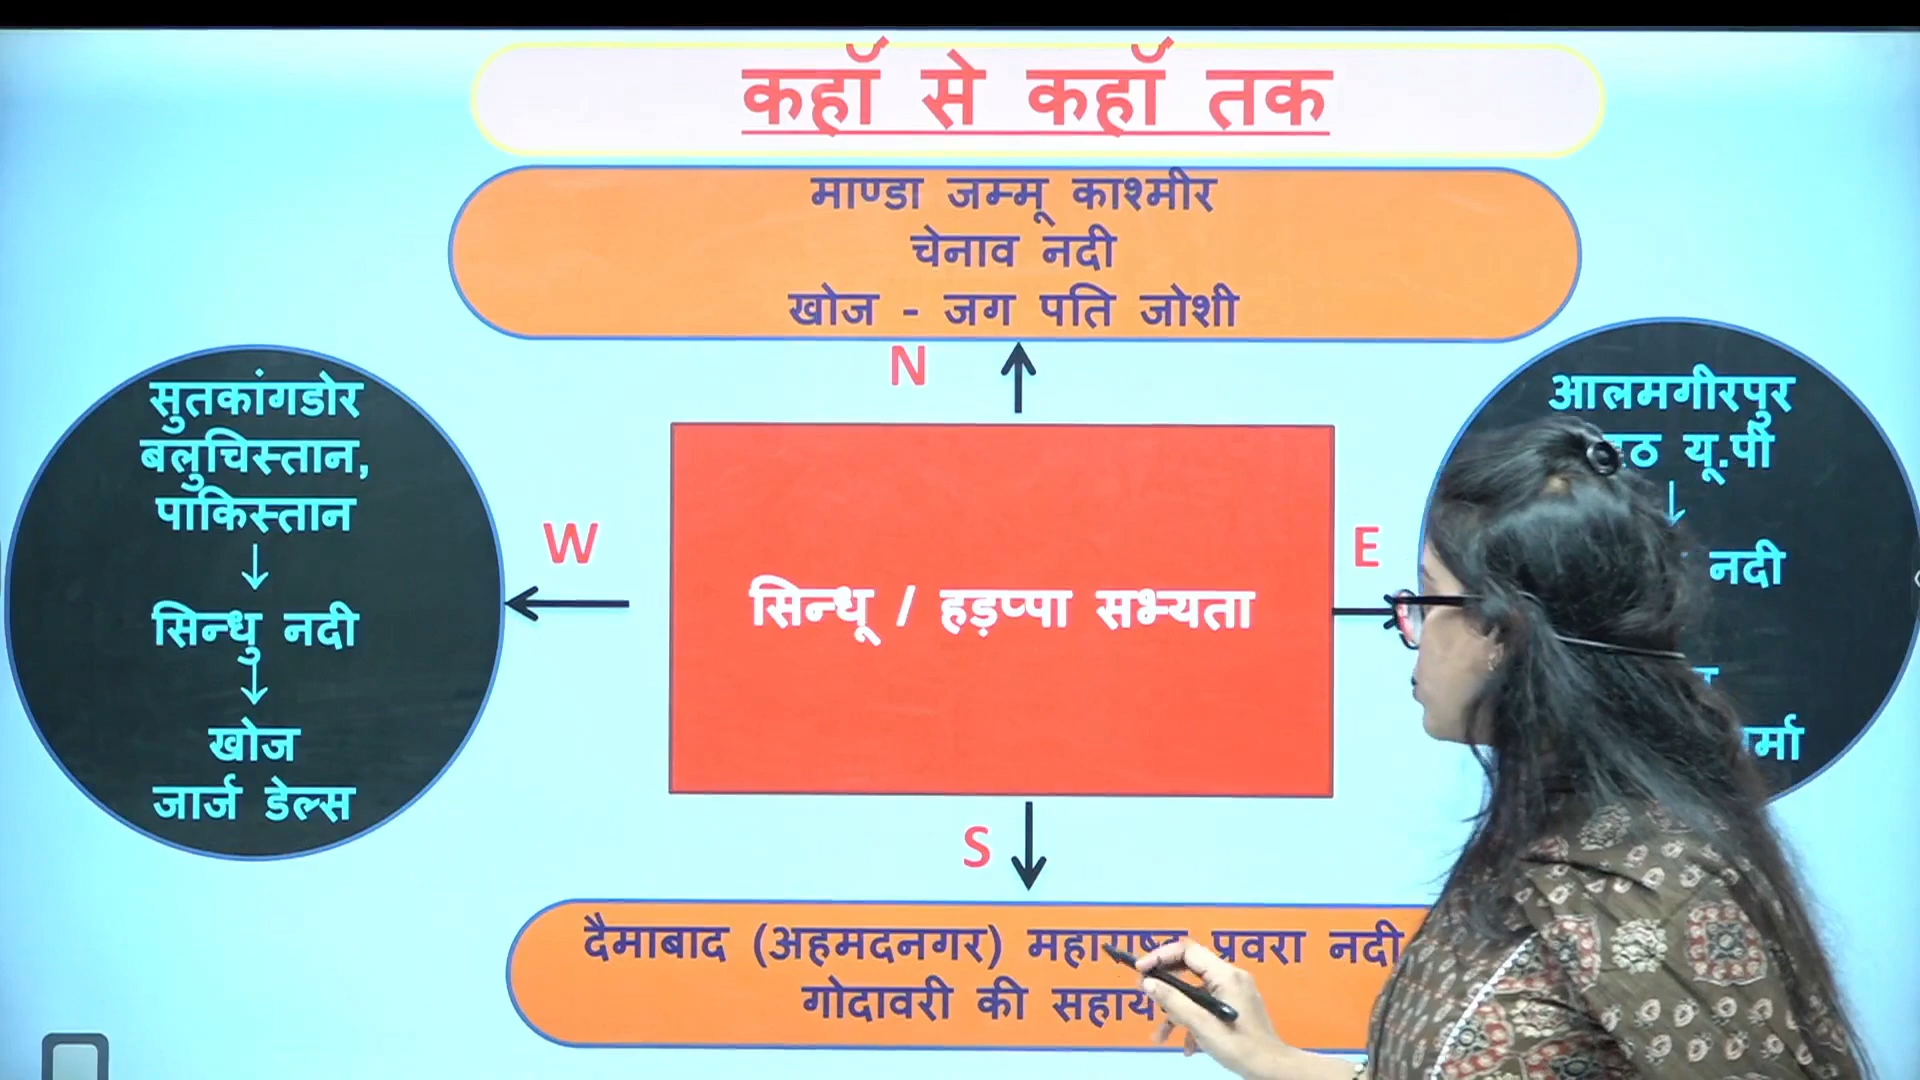 कहाॅ से कहाॅ तक
माण्डा जम्मू काश्मीर
चेनाव नदी
खोज - जग पति जोशी
N
सुतकांगडोर
बलुचिस्तान,
पाकिस्तान
↓
सिन्धु नदी
↓
खोज
जार्ज डेल्स
W
सिन्धू / हड़प्पा सभ्यता
E
आलमगीरपुर
यू.पी
↓
नदी
S
दैमाबाद (अहमदनगर) महाराष्ट्र प्रवरा नदी
गोदावरी की